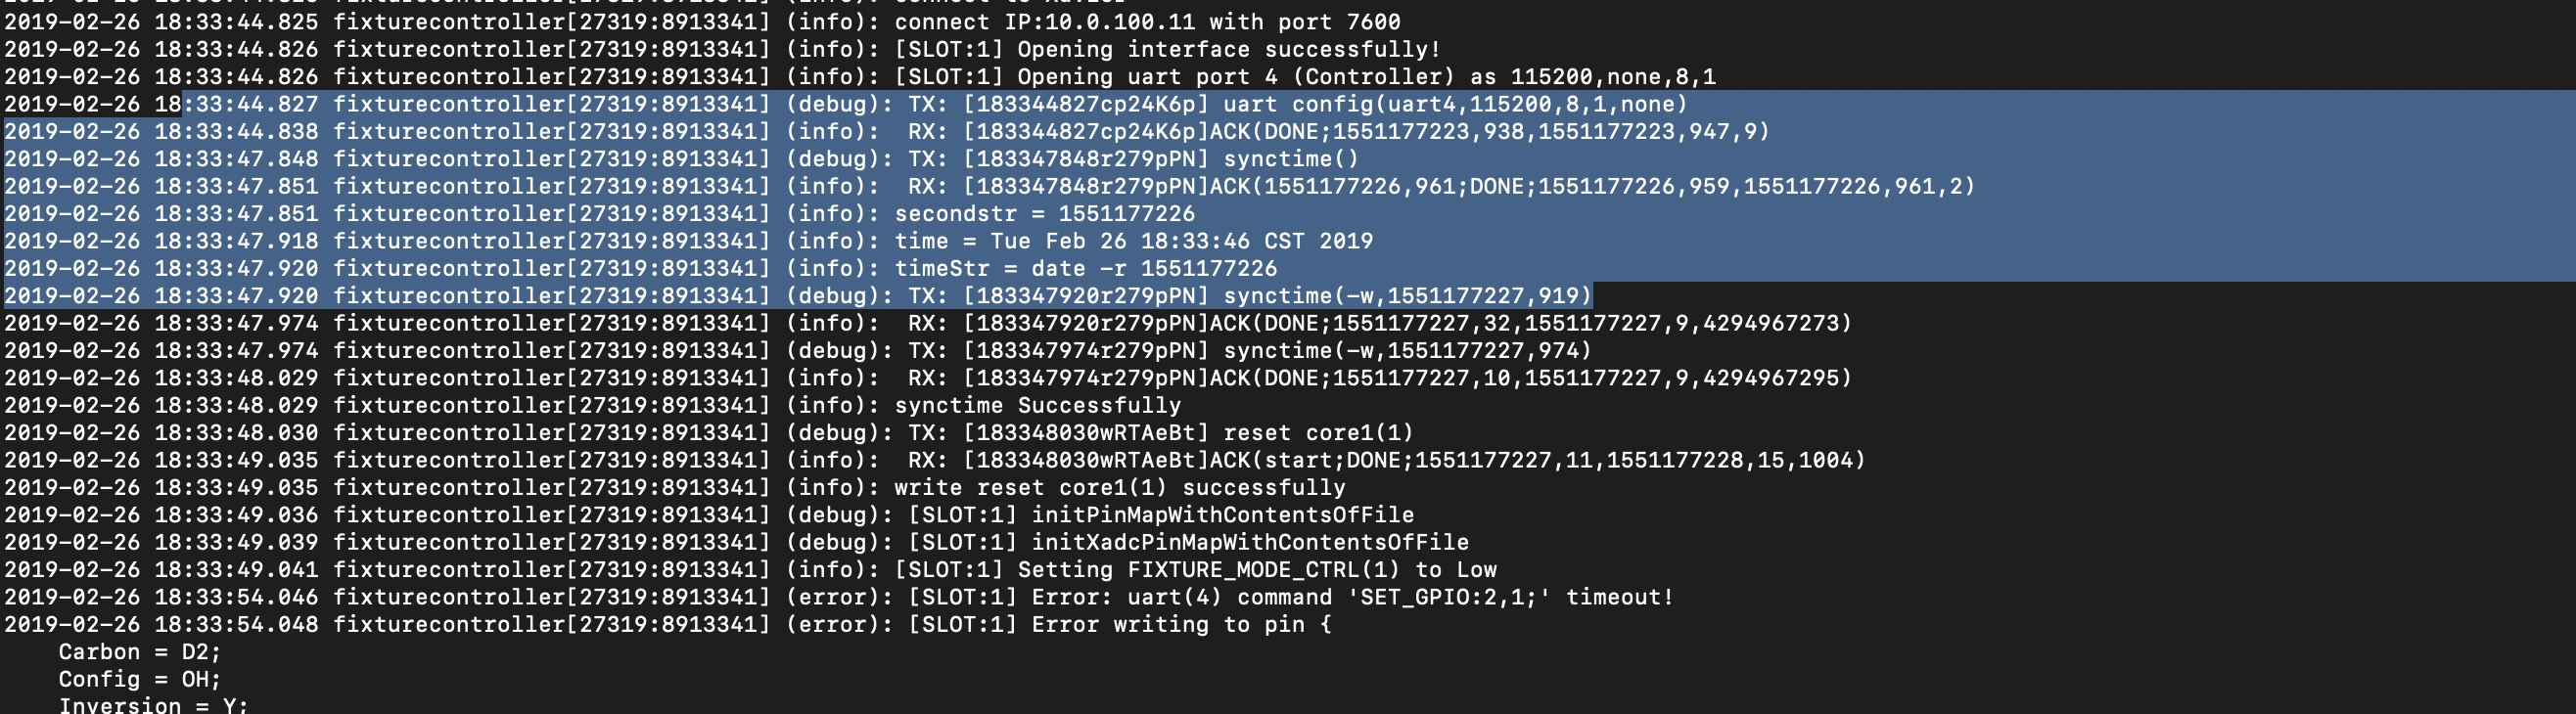 2019-02-26 18:33:44.825 fixturecontroller[27319:8913341] (info): connect IP:10.0.100.11 with port 7600
2019-02-26 18:33:44.826 fixturecontroller[27319:8913341] (info): [SLOT:1] Opening interface successfully!
2019-02-26 18:33:44.826 fixturecontroller[27319:8913341] (info): [SLOT:1] Opening uart port 4 (Controller) as 115200,none,8,1
2019-02-26 18:33:44.827 fixturecontroller[27319:8913341] (debug): TX: [183344827cp24K6p] uart config(uart4,115200,8,1,none)
2019-02-26 18:33:44.838 fixturecontroller[27319:8913341] (info):  RX: [183344827cp24K6p]ACK(DONE;1551177223,938,1551177223,947,9)
2019-02-26 18:33:47.848 fixturecontroller[27319:8913341] (debug): TX: [183347848r279pPN] synctime()
2019-02-26 18:33:47.851 fixturecontroller[27319:8913341] (info):  RX: [183347848r279pPN]ACK(1551177226,961;DONE;1551177226,959,1551177226,961,2)
2019-02-26 18:33:47.851 fixturecontroller[27319:8913341] (info): secondstr = 1551177226
2019-02-26 18:33:47.918 fixturecontroller[27319:8913341] (info): time = Tue Feb 26 18:33:46 CST 2019
2019-02-26 18:33:47.920 fixturecontroller[27319:8913341] (info): timeStr = date -r 1551177226
2019-02-26 18:33:47.920 fixturecontroller[27319:8913341] (debug): TX: [183347920r279pPN] synctime(-w,1551177227,919)
2019-02-26 18:33:47.974 fixturecontroller[27319:8913341] (info):  RX: [183347920r279pPN]ACK(DONE;1551177227,32,1551177227,9,4294967273)
2019-02-26 18:33:47.974 fixturecontroller[27319:8913341] (debug): TX: [183347974r279pPN] synctime(-w,1551177227,974)
2019-02-26 18:33:48.029 fixturecontroller[27319:8913341] (info):  RX: [183347974r279pPN]ACK(DONE;1551177227,10,1551177227,9,4294967295)
2019-02-26 18:33:48.029 fixturecontroller[27319:8913341] (info): synctime Successfully
2019-02-26 18:33:48.030 fixturecontroller[27319:8913341] (debug): TX: [183348030wRTAeBt] reset core1(1)
2019-02-26 18:33:49.035 fixturecontroller[27319:8913341] (info):  RX: [183348030wRTAeBt]ACK(start;DONE;1551177227,11,1551177228,15,1004)
2019-02-26 18:33:49.035 fixturecontroller[27319:8913341] (info): write reset core1(1) successfully
2019-02-26 18:33:49.036 fixturecontroller[27319:8913341] (debug): [SLOT:1] initPinMapWithContentsOfFile
2019-02-26 18:33:49.039 fixturecontroller[27319:8913341] (debug): [SLOT:1] initXadcPinMapWithContentsOfFile
2019-02-26 18:33:49.041 fixturecontroller[27319:8913341] (info): [SLOT:1] Setting FIXTURE_MODE_CTRL(1) to Low
2019-02-26 18:33:54.046 fixturecontroller[27319:8913341] (error): [SLOT:1] Error: uart(4) command 'SET_GPIO:2,1;' timeout!
2019-02-26 18:33:54.048 fixturecontroller[27319:8913341] (error): [SLOT:1] Error writing to pin {
    Carbon = D2;
    Config = OH;
    Inversion = Y;